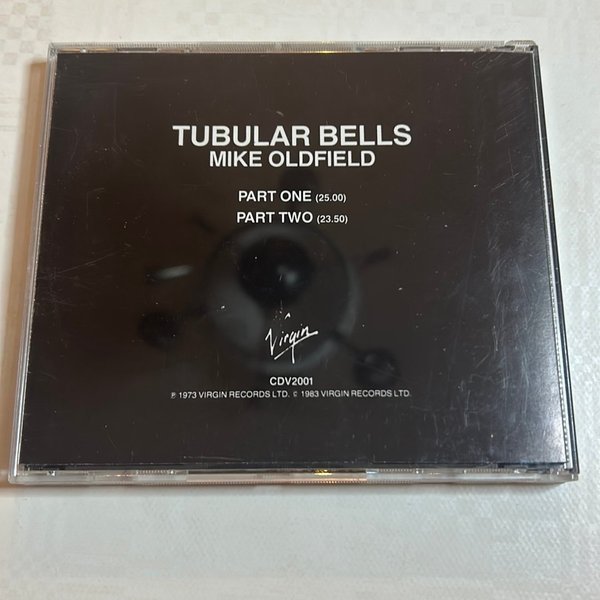 TUBULAR BELLS
MIKE OLDFIELD
PART ONE (25.00)
PART TWO (23.50)
Virgin
CDV2001
℗ 1973 VIRGIN RECORDS LTD. © 1983 VIRGIN RECORDS LTD.